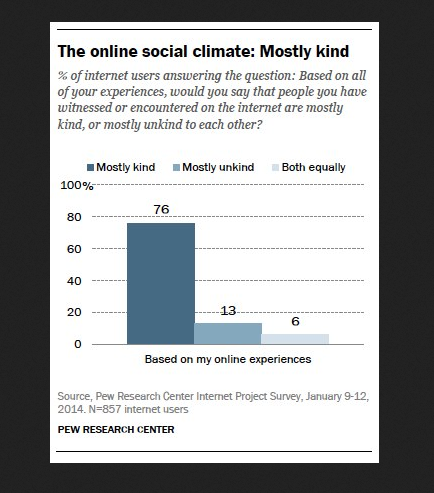 The online social climate: Mostly kind
% of internet users answering the question: Based on all
of your experiences, would you say that people you have
witnessed or encountered on the internet are mostly
kind, or mostly unkind to each other?
Mostly kind Mostly unkind Both equally
100%
80
60
40
20
0
76
13
6
Based on my online experiences
Source, Pew Research Center Internet Project Survey, January 9-12,
2014. N=857 internet users
PEW RESEARCH CENTER